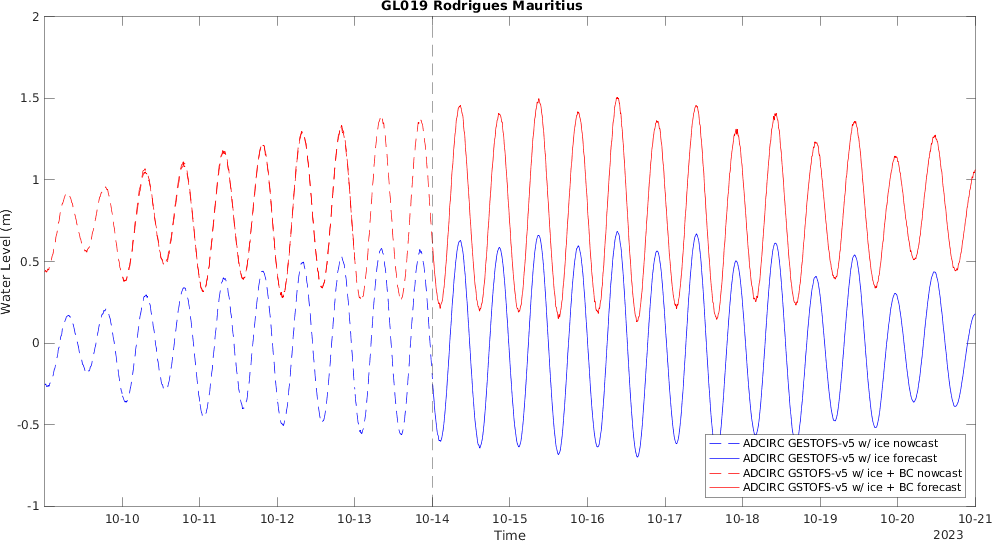 GL019 Rodrigues Mauritius
2
1.5
1
0.5
0
-0.5
-1
Water Level (m)
ADCIRC GESTOFS-v5 w/ ice nowcast
ADCIRC GESTOFS-v5 w/ ice forecast
ADCIRC GSTOFS-v5 w/ ice + BC nowcast
ADCIRC GSTOFS-v5 w/ ice + BC forecast
10-10 10-11 10-12 10-13 10-14 10-15 10-16 10-17 10-18 10-19 10-20 10-21
Time
2023